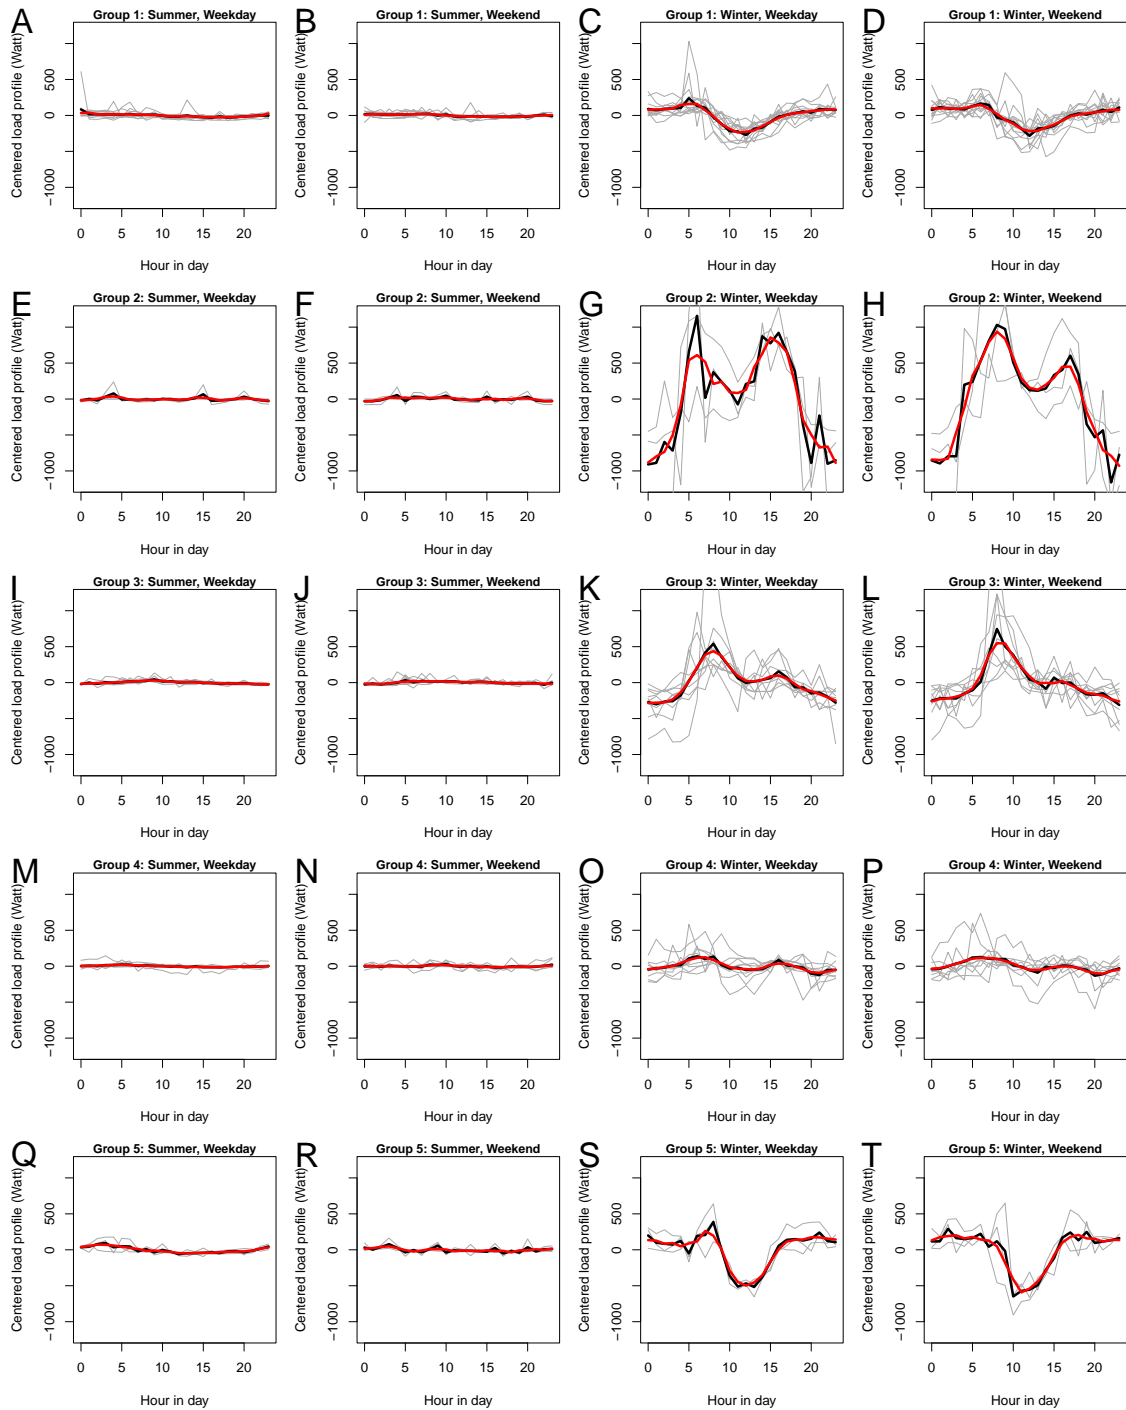 A Group 1: Summer, Weekday
Centered load profile (Watt)
500
0
−1000
0 5 10 15 20
Hour in day
B Group 1: Summer, Weekend
Centered load profile (Watt)
500
0
−1000
0 5 10 15 20
Hour in day
C Group 1: Winter, Weekday
Centered load profile (Watt)
500
0
−1000
0 5 10 15 20
Hour in day
D Group 1: Winter, Weekend
Centered load profile (Watt)
500
0
−1000
0 5 10 15 20
Hour in day
E Group 2: Summer, Weekday
Centered load profile (Watt)
500
0
−1000
0 5 10 15 20
Hour in day
F Group 2: Summer, Weekend
Centered load profile (Watt)
500
0
−1000
0 5 10 15 20
Hour in day
G Group 2: Winter, Weekday
Centered load profile (Watt)
500
0
−1000
0 5 10 15 20
Hour in day
H Group 2: Winter, Weekend
Centered load profile (Watt)
500
0
−1000
0 5 10 15 20
Hour in day
I Group 3: Summer, Weekday
Centered load profile (Watt)
500
0
−1000
0 5 10 15 20
Hour in day
J Group 3: Summer, Weekend
Centered load profile (Watt)
500
0
−1000
0 5 10 15 20
Hour in day
K Group 3: Winter, Weekday
Centered load profile (Watt)
500
0
−1000
0 5 10 15 20
Hour in day
L Group 3: Winter, Weekend
Centered load profile (Watt)
500
0
−1000
0 5 10 15 20
Hour in day
M Group 4: Summer, Weekday
Centered load profile (Watt)
500
0
−1000
0 5 10 15 20
Hour in day
N Group 4: Summer, Weekend
Centered load profile (Watt)
500
0
−1000
0 5 10 15 20
Hour in day
O Group 4: Winter, Weekday
Centered load profile (Watt)
500
0
−1000
0 5 10 15 20
Hour in day
P Group 4: Winter, Weekend
Centered load profile (Watt)
500
0
−1000
0 5 10 15 20
Hour in day
Q Group 5: Summer, Weekday
Centered load profile (Watt)
500
0
−1000
0 5 10 15 20
Hour in day
R Group 5: Summer, Weekend
Centered load profile (Watt)
500
0
−1000
0 5 10 15 20
Hour in day
S Group 5: Winter, Weekday
Centered load profile (Watt)
500
0
−1000
0 5 10 15 20
Hour in day
T Group 5: Winter, Weekend
Centered load profile (Watt)
500
0
−1000
0 5 10 15 20
Hour in day